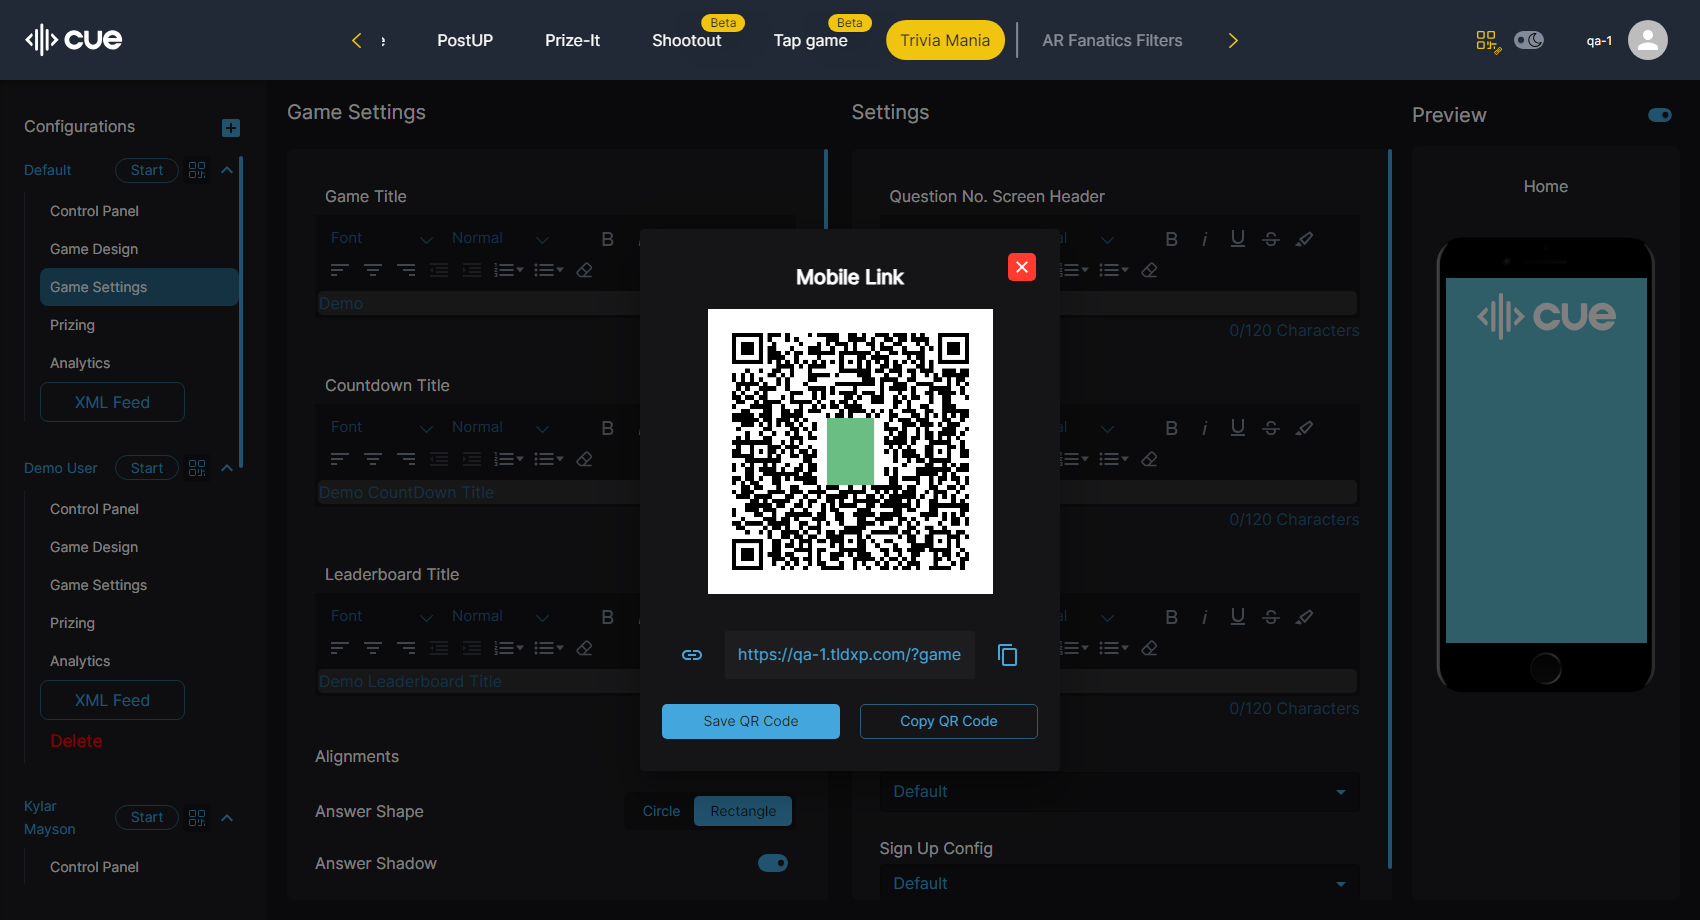 cue
PostUP
Prize-It
Shootout
Beta
Tap game
Beta
Trivia Mania
AR Fanatics Filters
qa-1
Configurations
Default
Start
Control Panel
Game Design
Game Settings
Prizing
Analytics
XML Feed
Demo User
Start
Control Panel
Game Design
Game Settings
Prizing
Analytics
XML Feed
Delete
Kylar
Mayson
Start
Control Panel
Game Settings
Game Title
Font
Normal
B
Demo
Countdown Title
Font
Normal
B
Demo CountDown Title
Leaderboard Title
Font
Normal
B
Demo Leaderboard Title
Alignments
Answer Shape
Circle
Rectangle
Answer Shadow
Mobile Link
https://qa-1.tldxp.com/?game
Save QR Code
Copy QR Code
Settings
Question No. Screen Header
B i U S
0/120 Characters
B i U S
0/120 Characters
B i U S
0/120 Characters
Default
Sign Up Config
Default
Preview
Home
cue